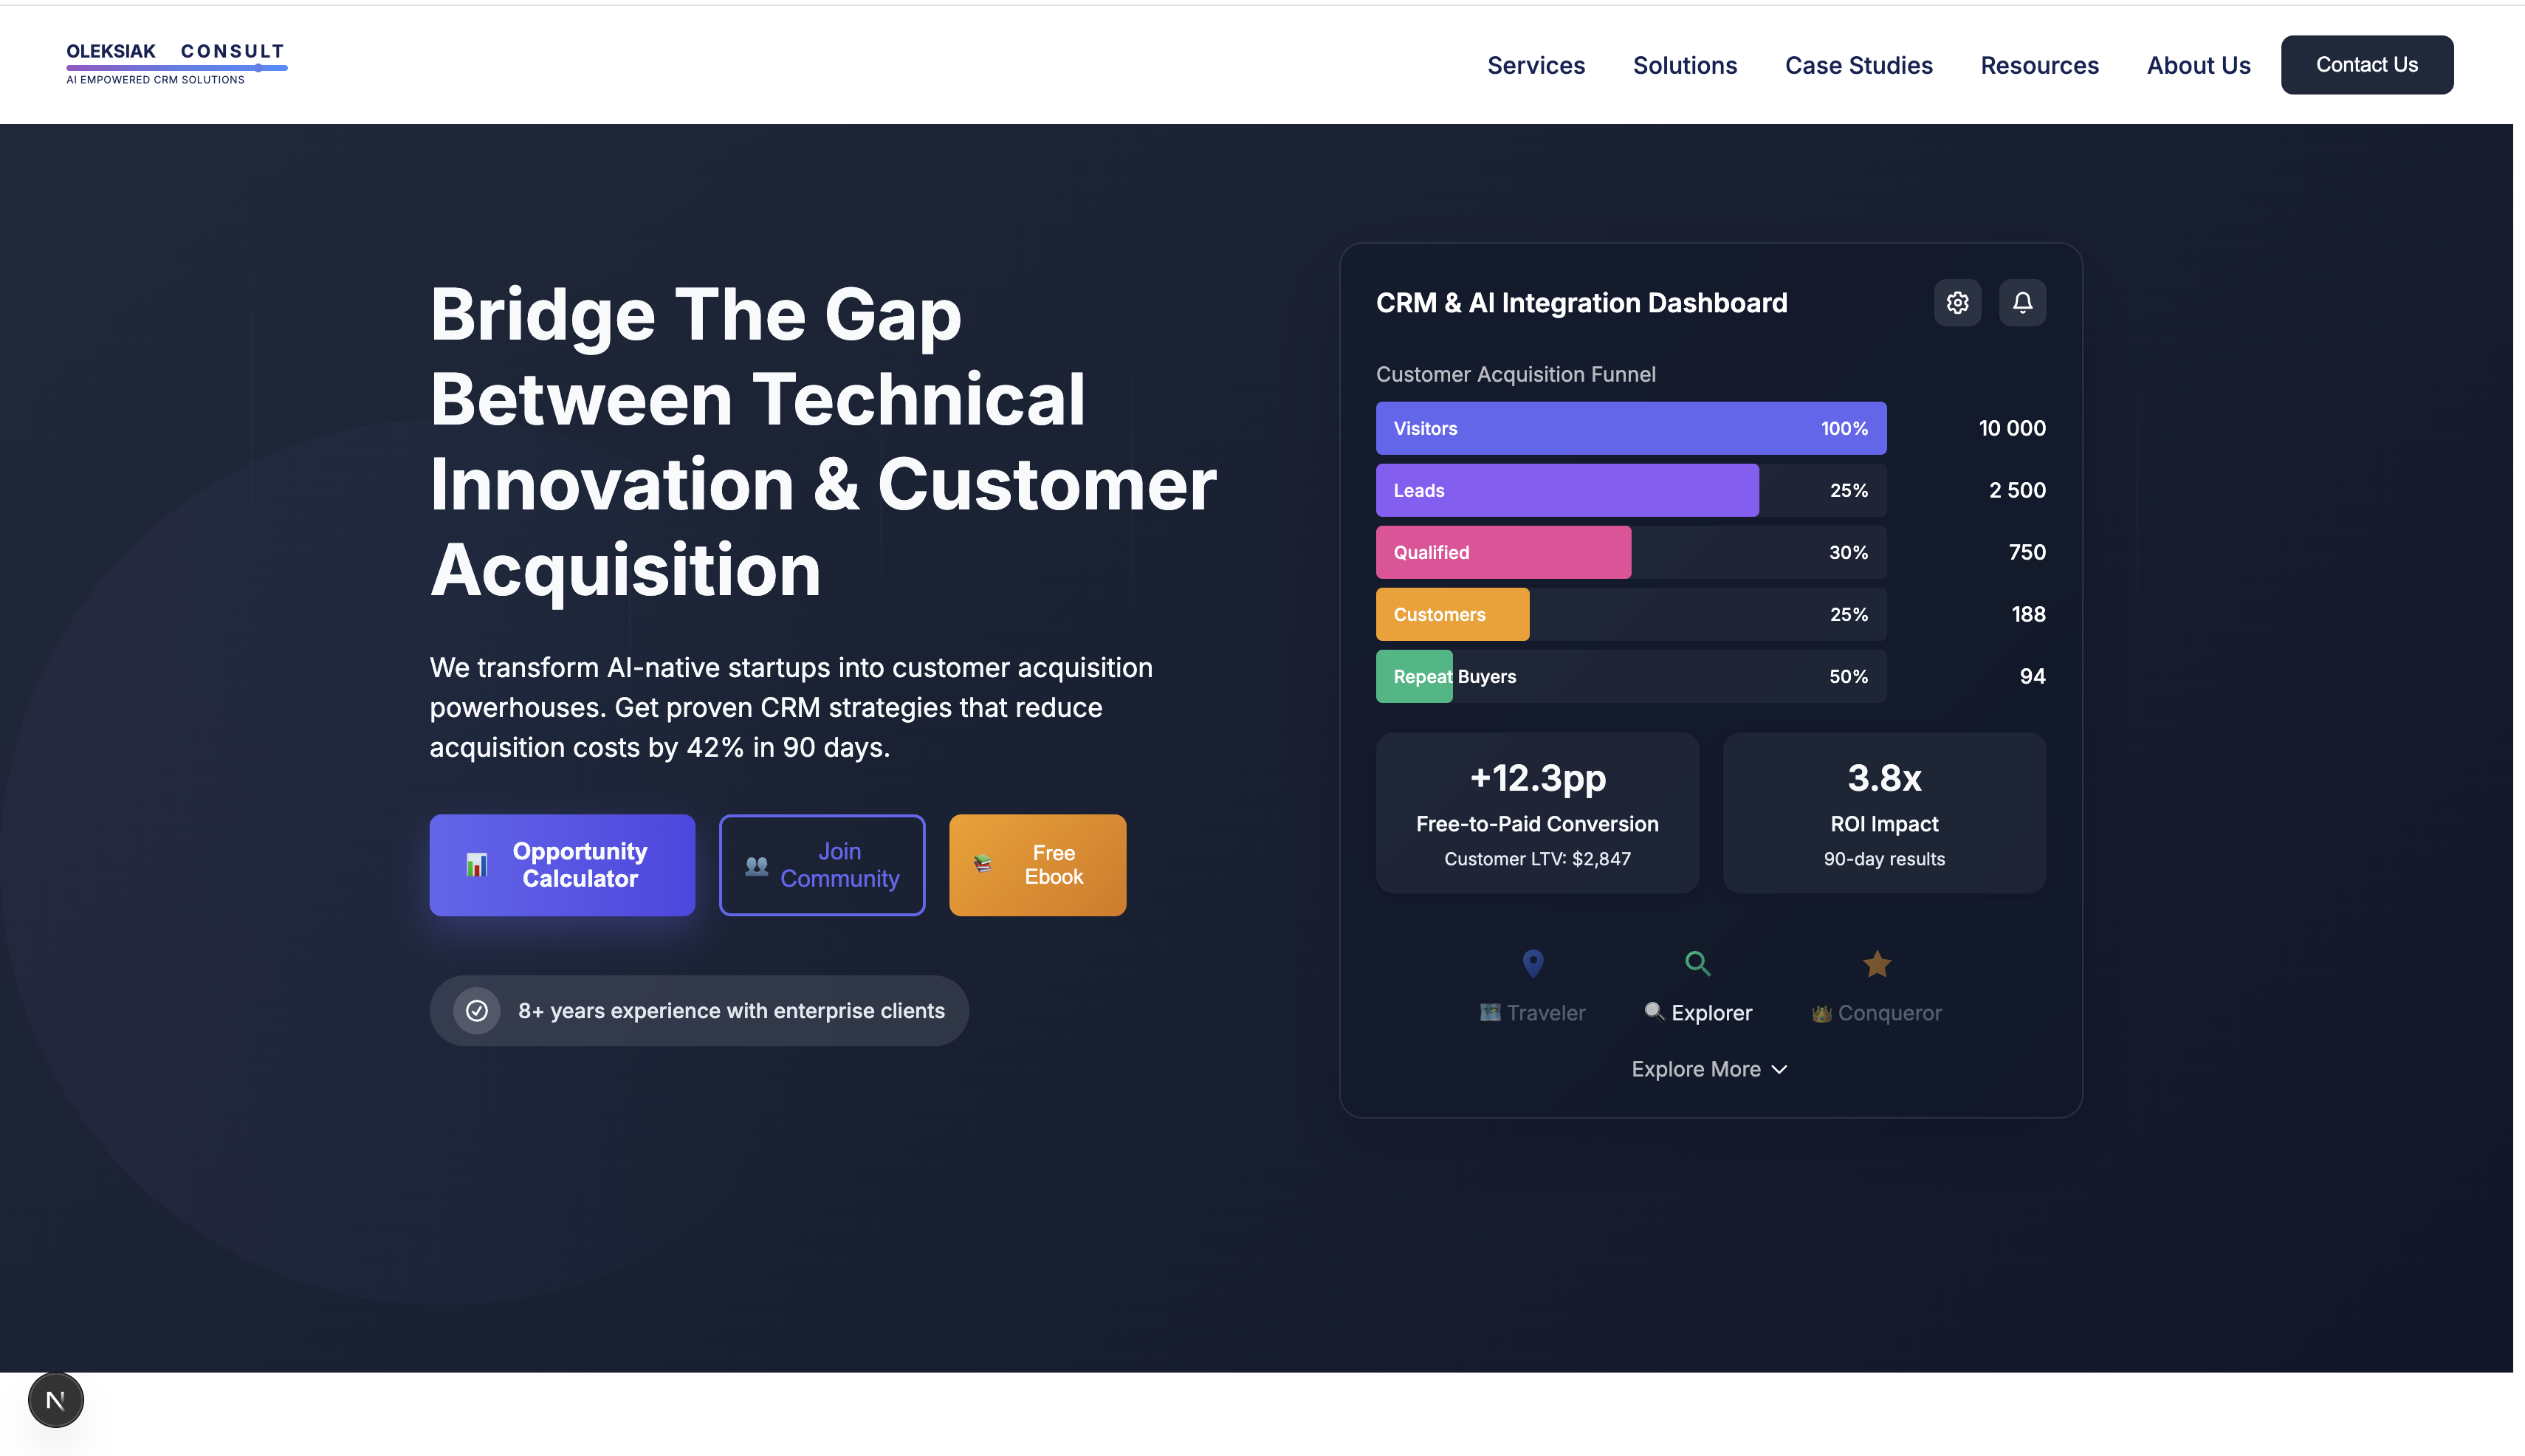 OLEKSIAK CONSULT
AI EMPOWERED CRM SOLUTIONS
Services
Solutions
Case Studies
Resources
About Us
Contact Us
Bridge The Gap
Between Technical
Innovation & Customer
Acquisition
We transform AI-native startups into customer acquisition
powerhouses. Get proven CRM strategies that reduce
acquisition costs by 42% in 90 days.
Opportunity
Calculator
Join
Community
Free
Ebook
8+ years experience with enterprise clients
CRM & AI Integration Dashboard
Customer Acquisition Funnel
Visitors 100% 10 000
Leads 25% 2 500
Qualified 30% 750
Customers 25% 188
Repeat Buyers 50% 94
+12.3pp
Free-to-Paid Conversion
Customer LTV: $2,847
3.8x
ROI Impact
90-day results
Traveler
Explorer
Conqueror
Explore More
N